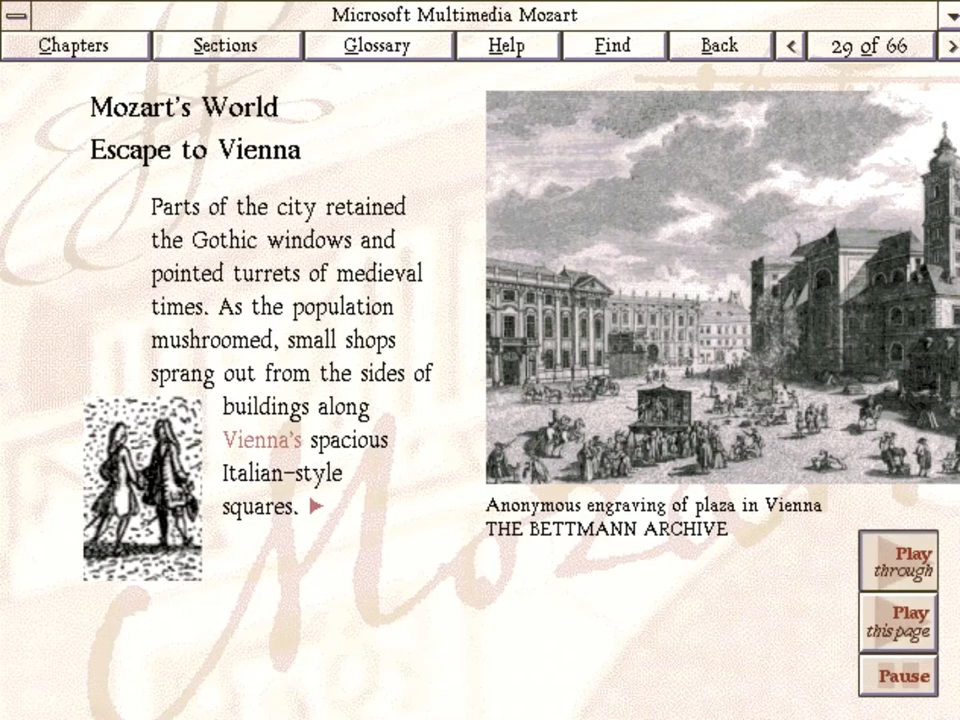 Microsoft Multimedia Mozart
Chapters Sections Glossary Help Find Back < 29 of 66 >
Mozart's World
Escape to Vienna
Parts of the city retained
the Gothic windows and
pointed turrets of medieval
times. As the population
mushroomed, small shops
sprang out from the sides of
buildings along
Vienna's spacious
Italian–style
squares.
Anonymous engraving of plaza in Vienna
THE BETTMANN ARCHIVE
Play
through
Play
this page
Pause
Mozart